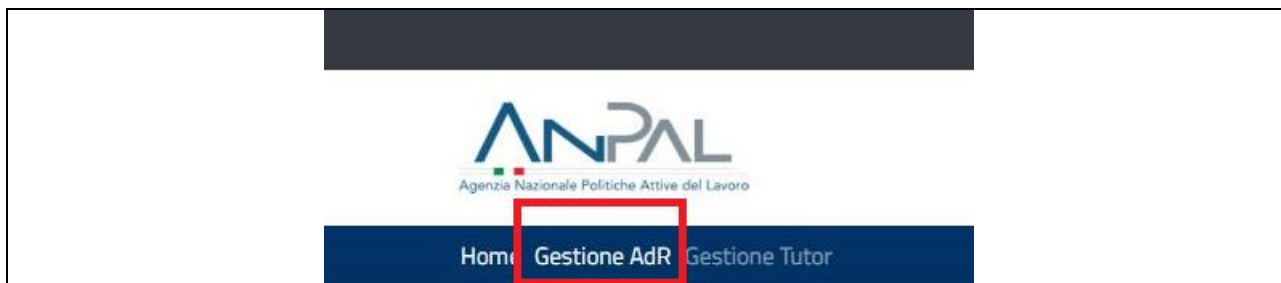 ANPAL
Agenzia Nazionale Politiche Attive del Lavoro
Home Gestione AdR Gestione Tutor